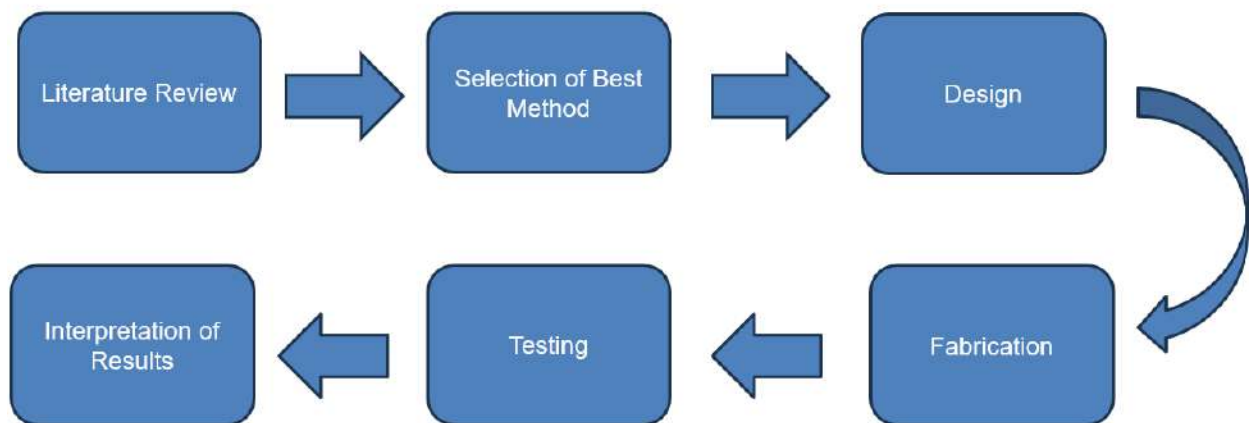 Literature Review
Selection of Best
Method
Design
Interpretation of
Results
Testing
Fabrication